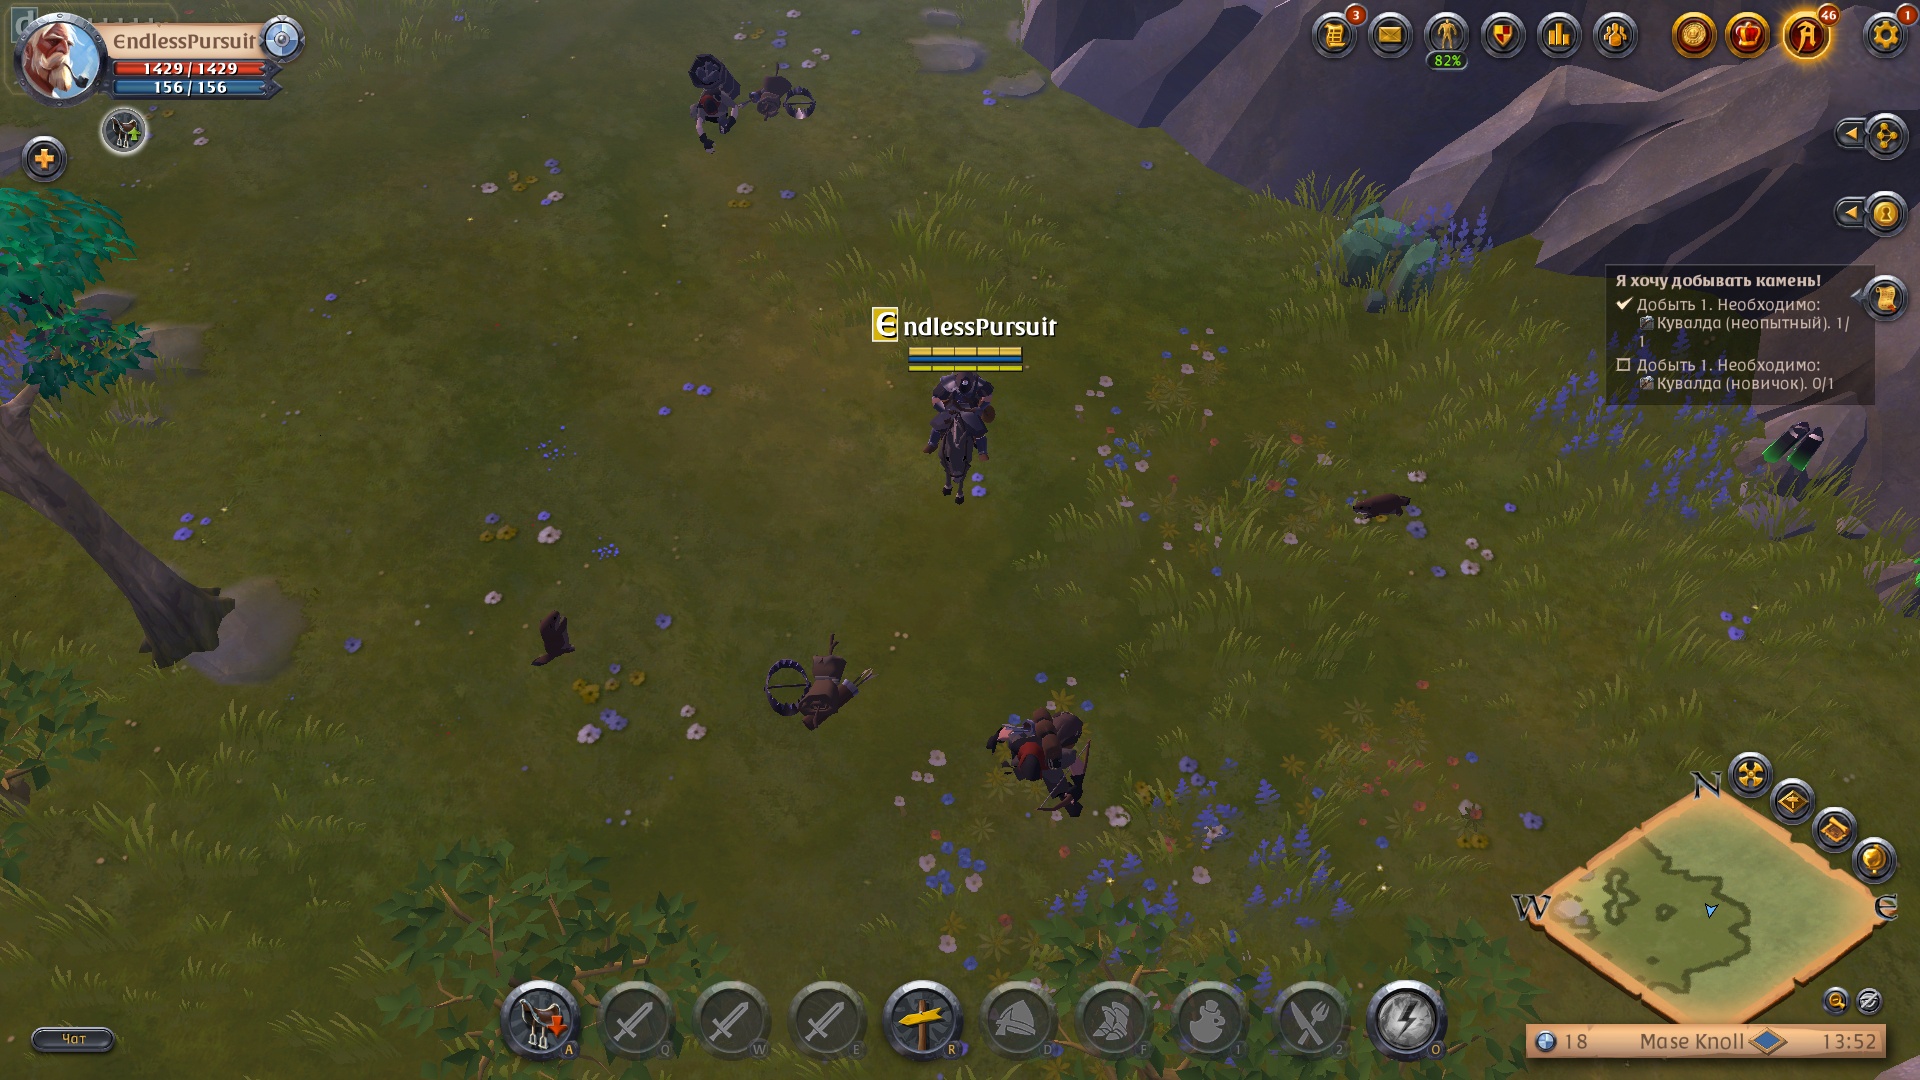 EndlessPursuit
1429 / 1429
156 / 156
3
82%
46
1
EndlessPursuit
Я хочу добывать камень!
Добыть 1. Необходимо:
Кувалда (неопытный). 1/
1
Добыть 1. Необходимо:
Кувалда (новичок). 0/1
N
W
E
A
Q
W
E
R
D
F
1
2
O
Чат
18
Mase Knoll
13:52